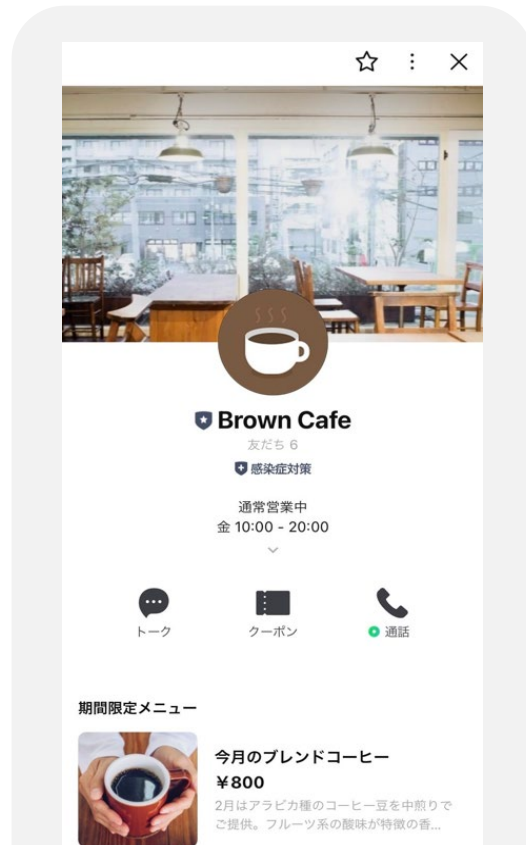 Brown Cafe
友だち 6
感染症対策
通常営業中
金 10:00 - 20:00
トーク
クーポン
通話
期間限定メニュー
今月のブレンドコーヒー
¥800
2月はアラビカ種のコーヒー豆を中煎りで
ご提供。フルーツ系の酸味が特徴の香...